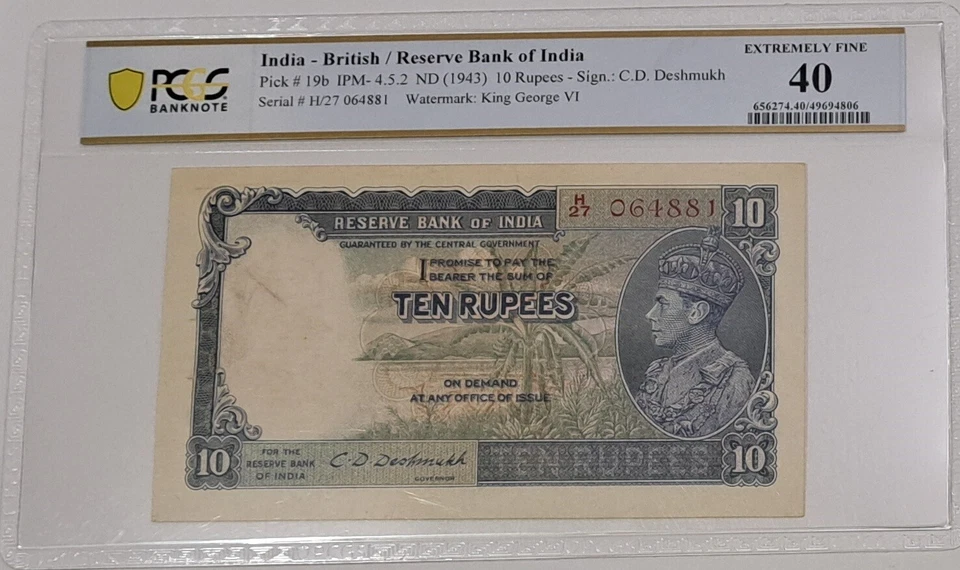 PCGS
BANKNOTE
India - British / Reserve Bank of India
Pick # 19b IPM- 4.5.2 ND (1943) 10 Rupees - Sign.: C.D. Deshmukh
Serial # H/27 064881 Watermark: King George VI
EXTREMELY FINE
40
656274.40/49694806
H/27 064881
10
RESERVE BANK OF INDIA
GUARANTEED BY THE CENTRAL GOVERNMENT
I PROMISE TO PAY THE
BEARER THE SUM OF
TEN RUPEES
ON DEMAND
AT ANY OFFICE OF ISSUE
10
FOR THE
RESERVE BANK
OF INDIA
C. D. Deshmukh
GOVERNOR
TEN RUPEES
10